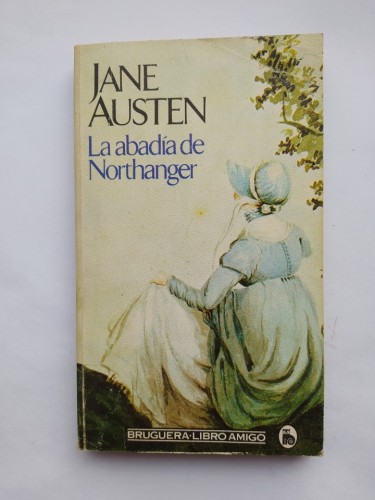 JANE
AUSTEN
La abadía de
Northanger
BRUGUERA·LIBRO AMIGO